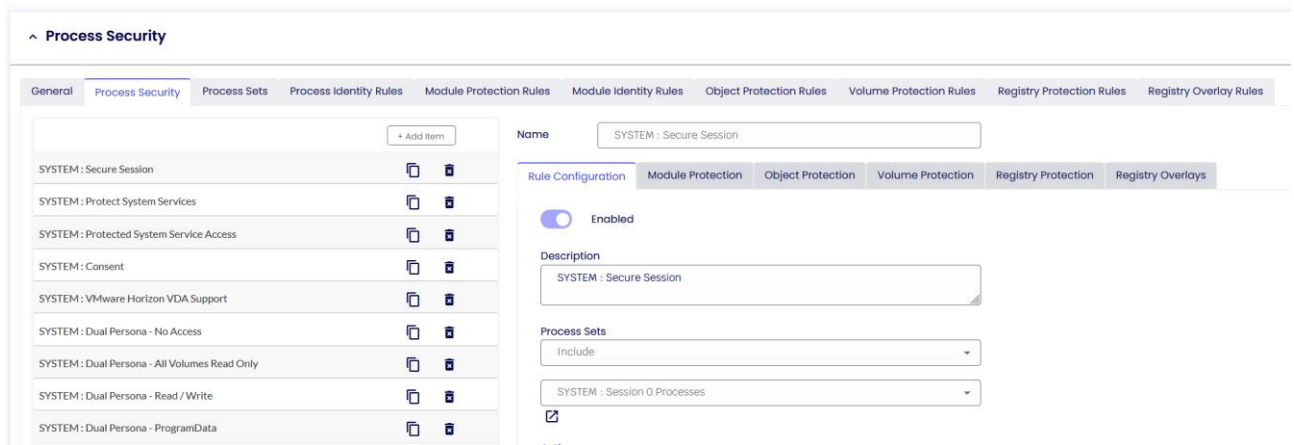 Process Security
General Process Security Process Sets Process Identity Rules Module Protection Rules Module Identity Rules Object Protection Rules Volume Protection Rules Registry Protection Rules Registry Overlay Rules
+ Add Item
SYSTEM : Secure Session
SYSTEM : Protect System Services
SYSTEM : Protected System Service Access
SYSTEM : Consent
SYSTEM : VMware Horizon VDA Support
SYSTEM : Dual Persona - No Access
SYSTEM : Dual Persona - All Volumes Read Only
SYSTEM : Dual Persona - Read / Write
SYSTEM : Dual Persona - ProgramData
Name SYSTEM : Secure Session
Rule Configuration Module Protection Object Protection Volume Protection Registry Protection Registry Overlays
Enabled
Description
SYSTEM : Secure Session
Process Sets
Include
SYSTEM : Session 0 Processes